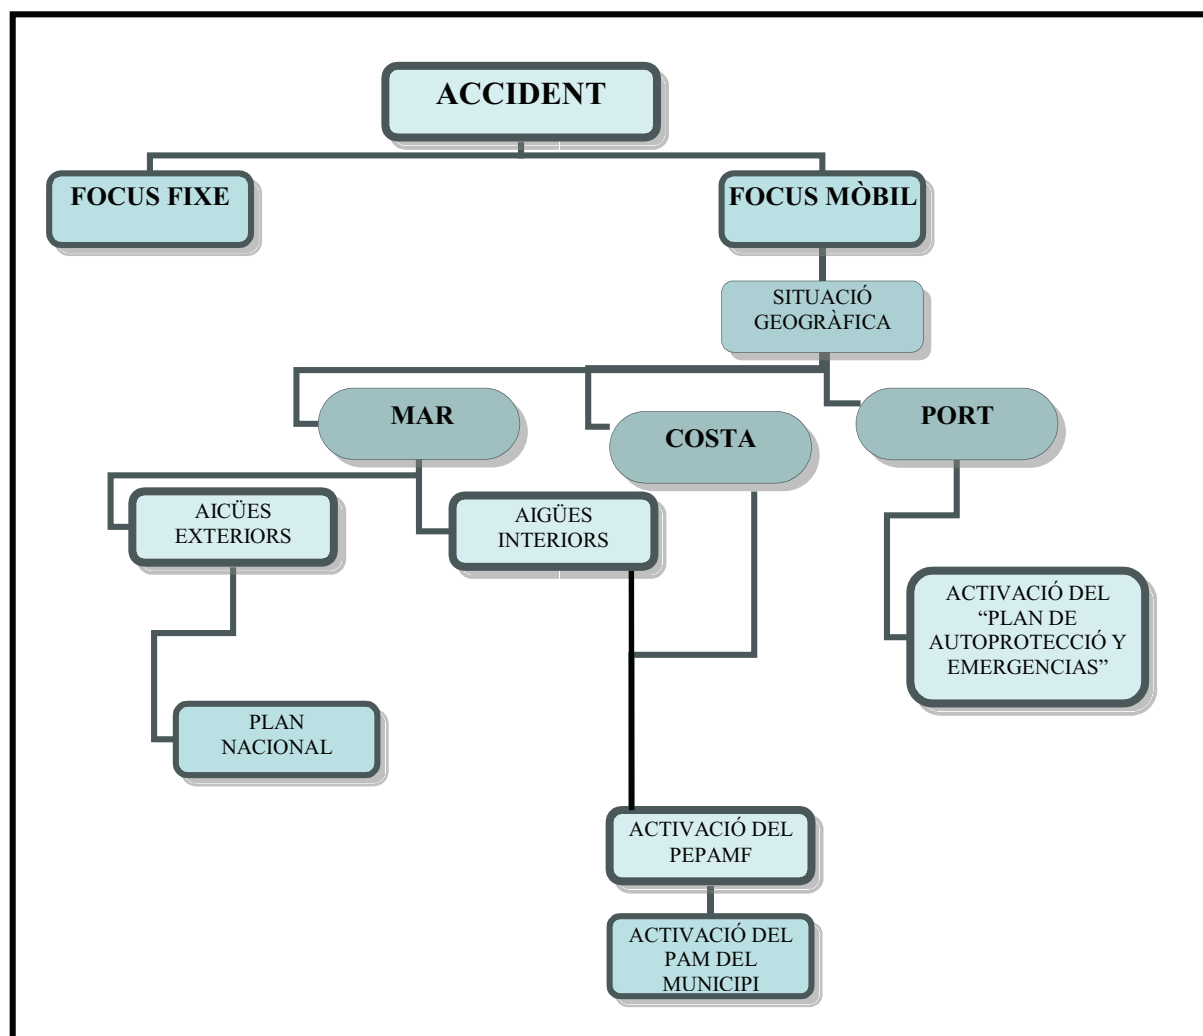 ACCIDENT
FOCUS FIXE
FOCUS MÒBIL
SITUACIÓ
GEOGRÀFICA
MAR
COSTA
PORT
AICÜES
EXTERIORS
AIGÜES
INTERIORS
ACTIVACIÓ DEL
“PLAN DE
AUTOPROTECCIÓ Y
EMERGENCIAS”
PLAN
NACIONAL
ACTIVACIÓ DEL
PEPAMF
ACTIVACIÓ DEL
PAM DEL
MUNICIPI